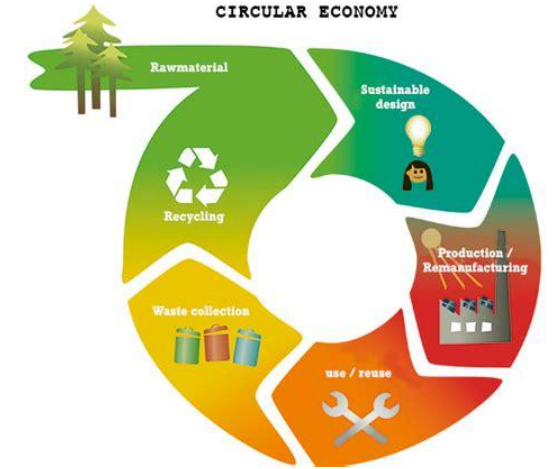 CIRCULAR ECONOMY
Rawmaterial
Sustainable
design
Production /
Remanufacturing
use / reuse
Waste collection
Recycling